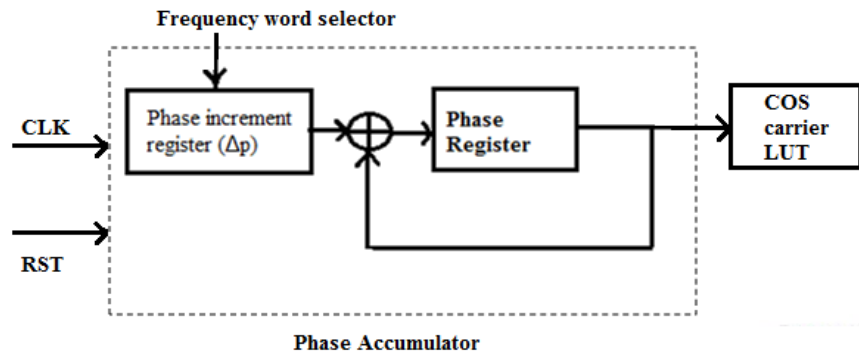 Frequency word selector
CLK
RST
Phase increment
register (Δp)
Phase
Register
COS
carrier
LUT
Phase Accumulator